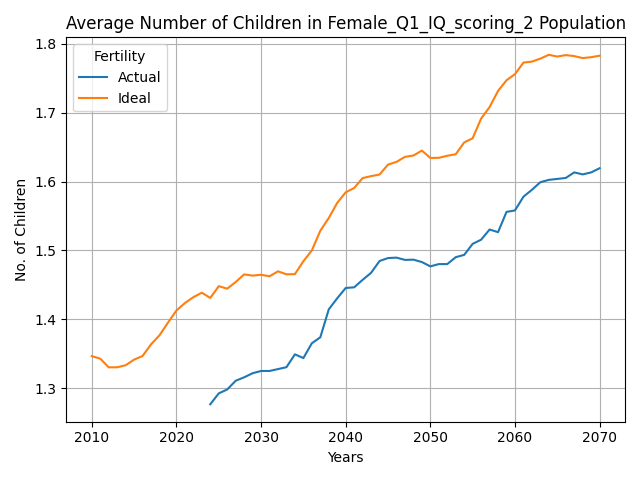 Average Number of Children in Female_Q1_IQ_scoring_2 Population
Fertility
Actual
Ideal
No. of Children
1.8
1.7
1.6
1.5
1.4
1.3
2010 2020 2030 2040 2050 2060 2070
Years